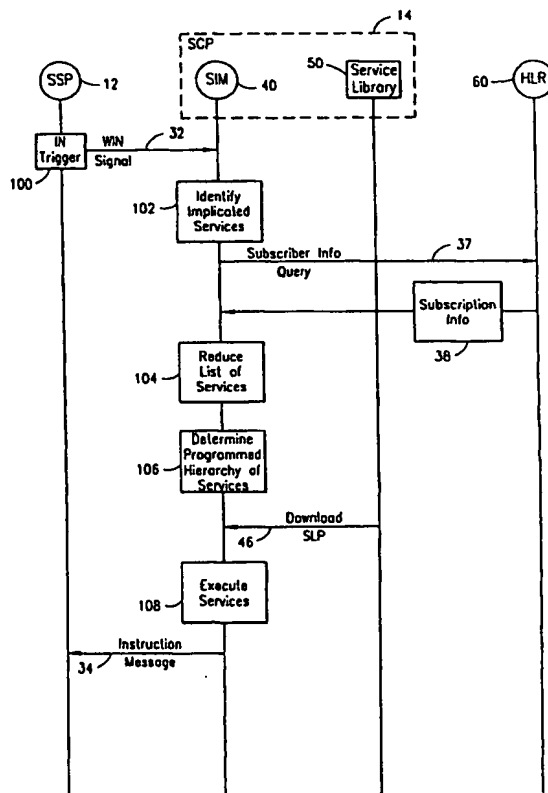 14
SCP
SSP
12
SIM
40
50
Service
Library
60
HLR
IN
Trigger
100
WIN
Signal
32
102
Identify
Implicated
Services
Subscriber Info
Query
37
Subscription
Info
38
104
Reduce
List of
Services
106
Determine
Programmed
Hierarchy of
Services
Download
SLP
46
108
Execute
Services
Instruction
Message
34